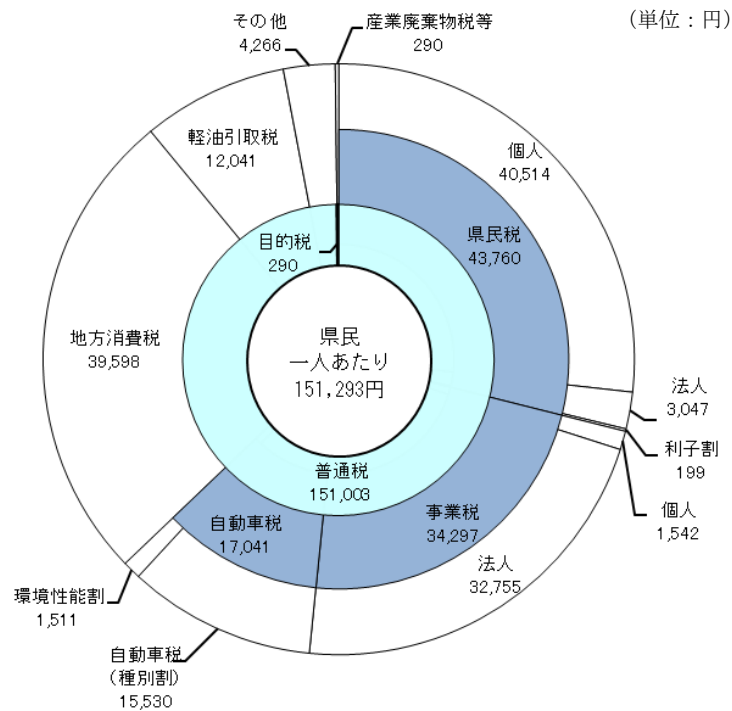 （単位：円）
その他
4,266
産業廃棄物税等
290
軽油引取税
12,041
個人
40,514
県民税
43,760
目的税
290
地方消費税
39,598
県民
一人あたり
151,293円
法人
3,047
利子割
199
個人
1,542
普通税
151,003
事業税
34,297
自動車税
17,041
法人
32,755
環境性能割
1,511
自動車税
（種別割）
15,530